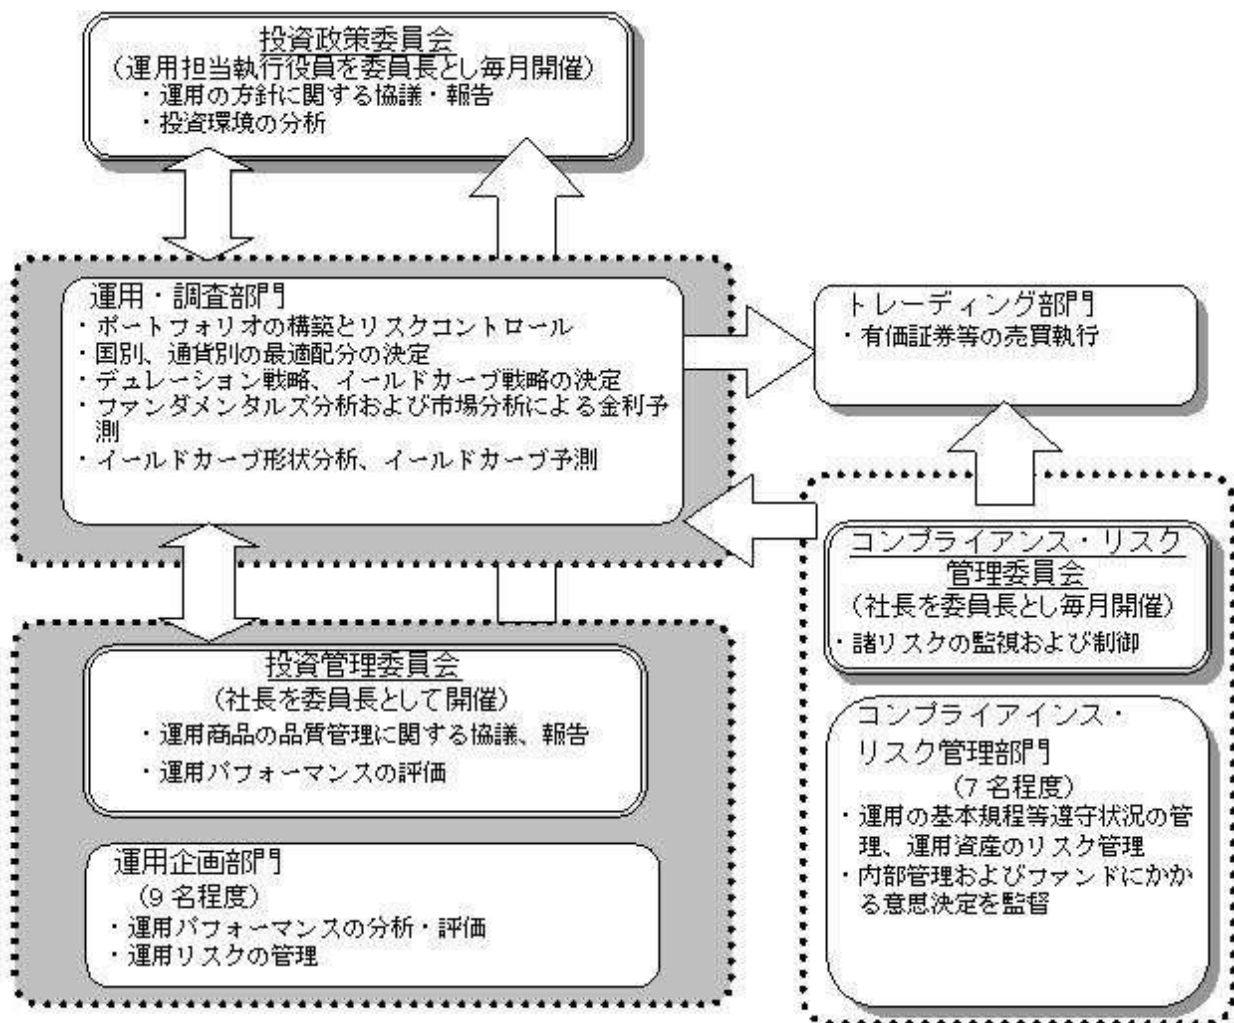 投資政策委員会
（運用担当執行役員を委員長とし毎月開催）
・運用の方針に関する協議・報告
・投資環境の分析
運用・調査部門
・ポートフォリオの構築とリスクコントロール
・国別、通貨別の最適配分の決定
・デュレーション戦略、イールドカーブ戦略の決定
・ファンダメンタルズ分析および市場分析による金利予
測
・イールドカーブ形状分析、イールドカーブ予測
トレーディング部門
・有価証券等の売買執行
コンプライアンス・リスク
管理委員会
（社長を委員長とし毎月開催）
・諸リスクの監視および制御
投資管理委員会
（社長を委員長として開催）
・運用商品の品質管理に関する協議、報告
・運用パフォーマンスの評価
コンプライアインス・
リスク管理部門
（7 名程度）
・運用の基本規程等遵守状況の管
理、運用資産のリスク管理
・内部管理およびファンドにかか
る意思決定を監督
運用企画部門
（9 名程度）
・運用パフォーマンスの分析・評価
・運用リスクの管理